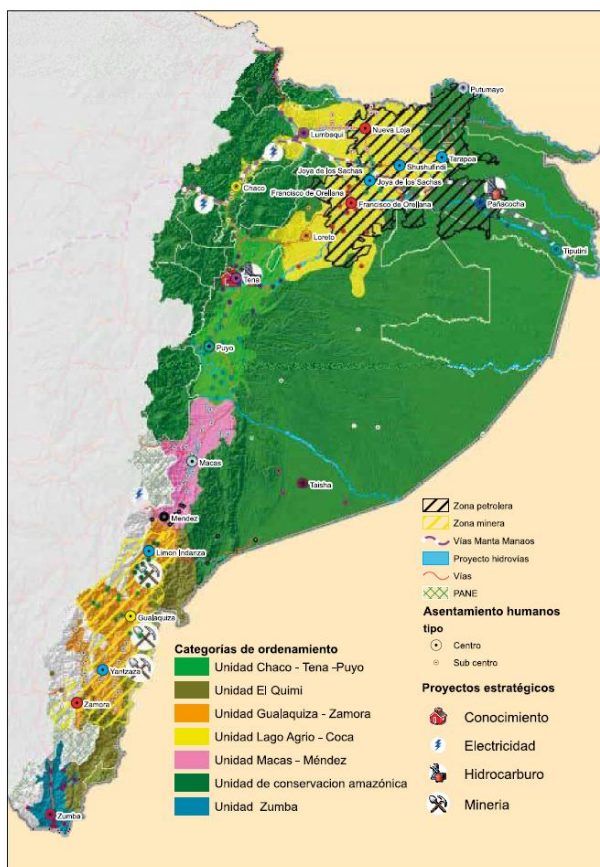 Putumayo
Lumbaqui
Nueva Loja
Tarapoa
Shushufindi
Joya de los Sachas
Joya de los Sachas
Chaco
Francisco de Orellana
Francisco de Orellana
Pañacocha
Loreto
Tiputini
Tena
Puyo
Macas
Taisha
Mendez
Limon Indanza
Gualaquiza
Yantzaza
Zamora
Zumba
Zona petrolera
Zona minera
Vías Manta Manaos
Proyecto hidrovías
Vías
PANE
Asentamiento humanos
tipo
Centro
Sub centro
Categorías de ordenamiento
Unidad Chaco - Tena -Puyo
Unidad El Quimi
Unidad Gualaquiza - Zamora
Unidad Lago Agrio - Coca
Unidad Macas - Méndez
Unidad de conservacion amazónica
Unidad Zumba
Proyectos estratégicos
Conocimiento
Electricidad
Hidrocarburo
Mineria